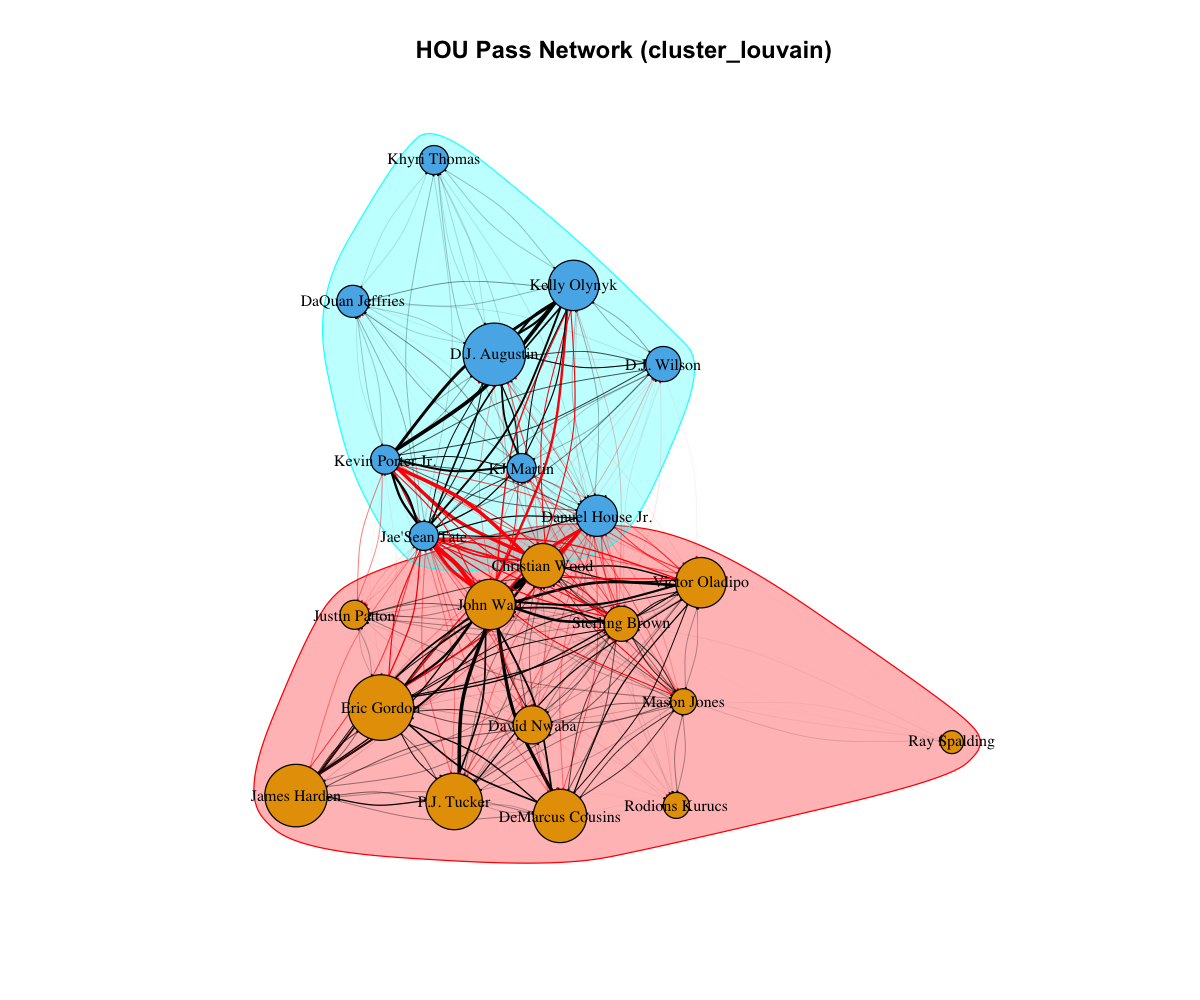 HOU Pass Network (cluster_louvain)
Khyri Thomas
Kelly Olynyk
DaQuan Jeffries
D.J. Augustin
D.J. Wilson
Kevin Porter Jr.
KJ Martin
Danuel House Jr.
Jae'Sean Tate
Christian Wood
Victor Oladipo
John Wall
Justin Patton
Sterling Brown
Mason Jones
Eric Gordon
David Nwaba
Ray Spalding
James Harden
P.J. Tucker
Rodions Kurucs
DeMarcus Cousins